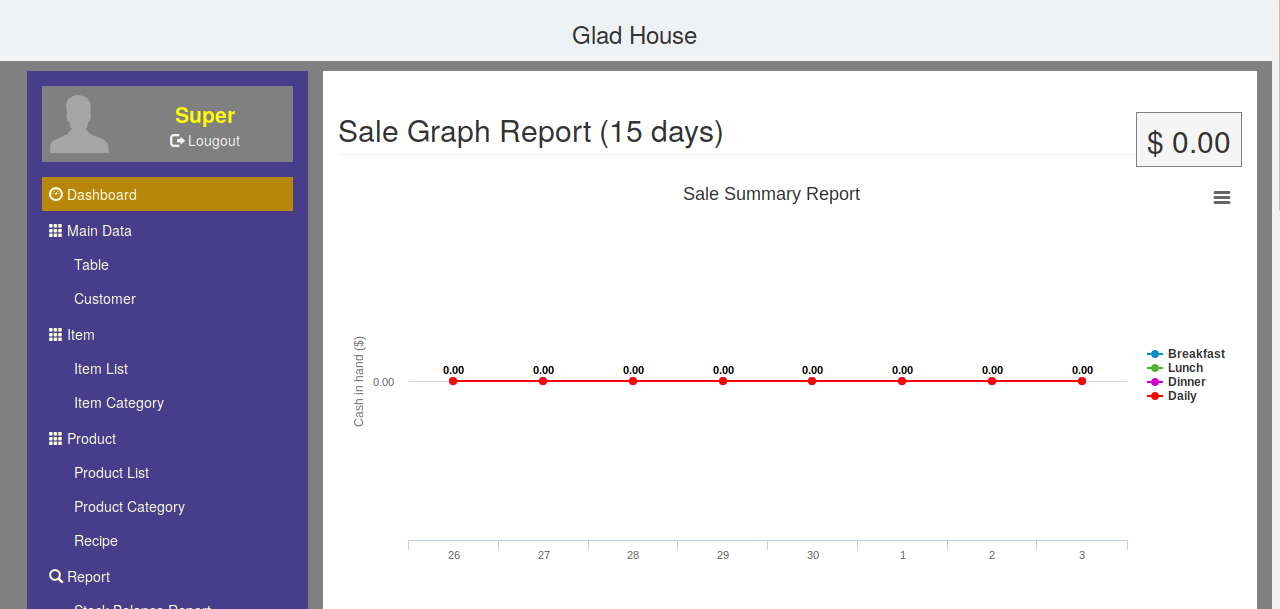 Glad House
Super
Lougout
Dashboard
Main Data
Table
Customer
Item
Item List
Item Category
Product
Product List
Product Category
Recipe
Report
Stock Balance Report
Sale Graph Report (15 days)
$ 0.00
Sale Summary Report
Cash in hand ($)
0.00
0.00 0.00 0.00 0.00 0.00 0.00 0.00 0.00
26 27 28 29 30 1 2 3
Breakfast
Lunch
Dinner
Daily